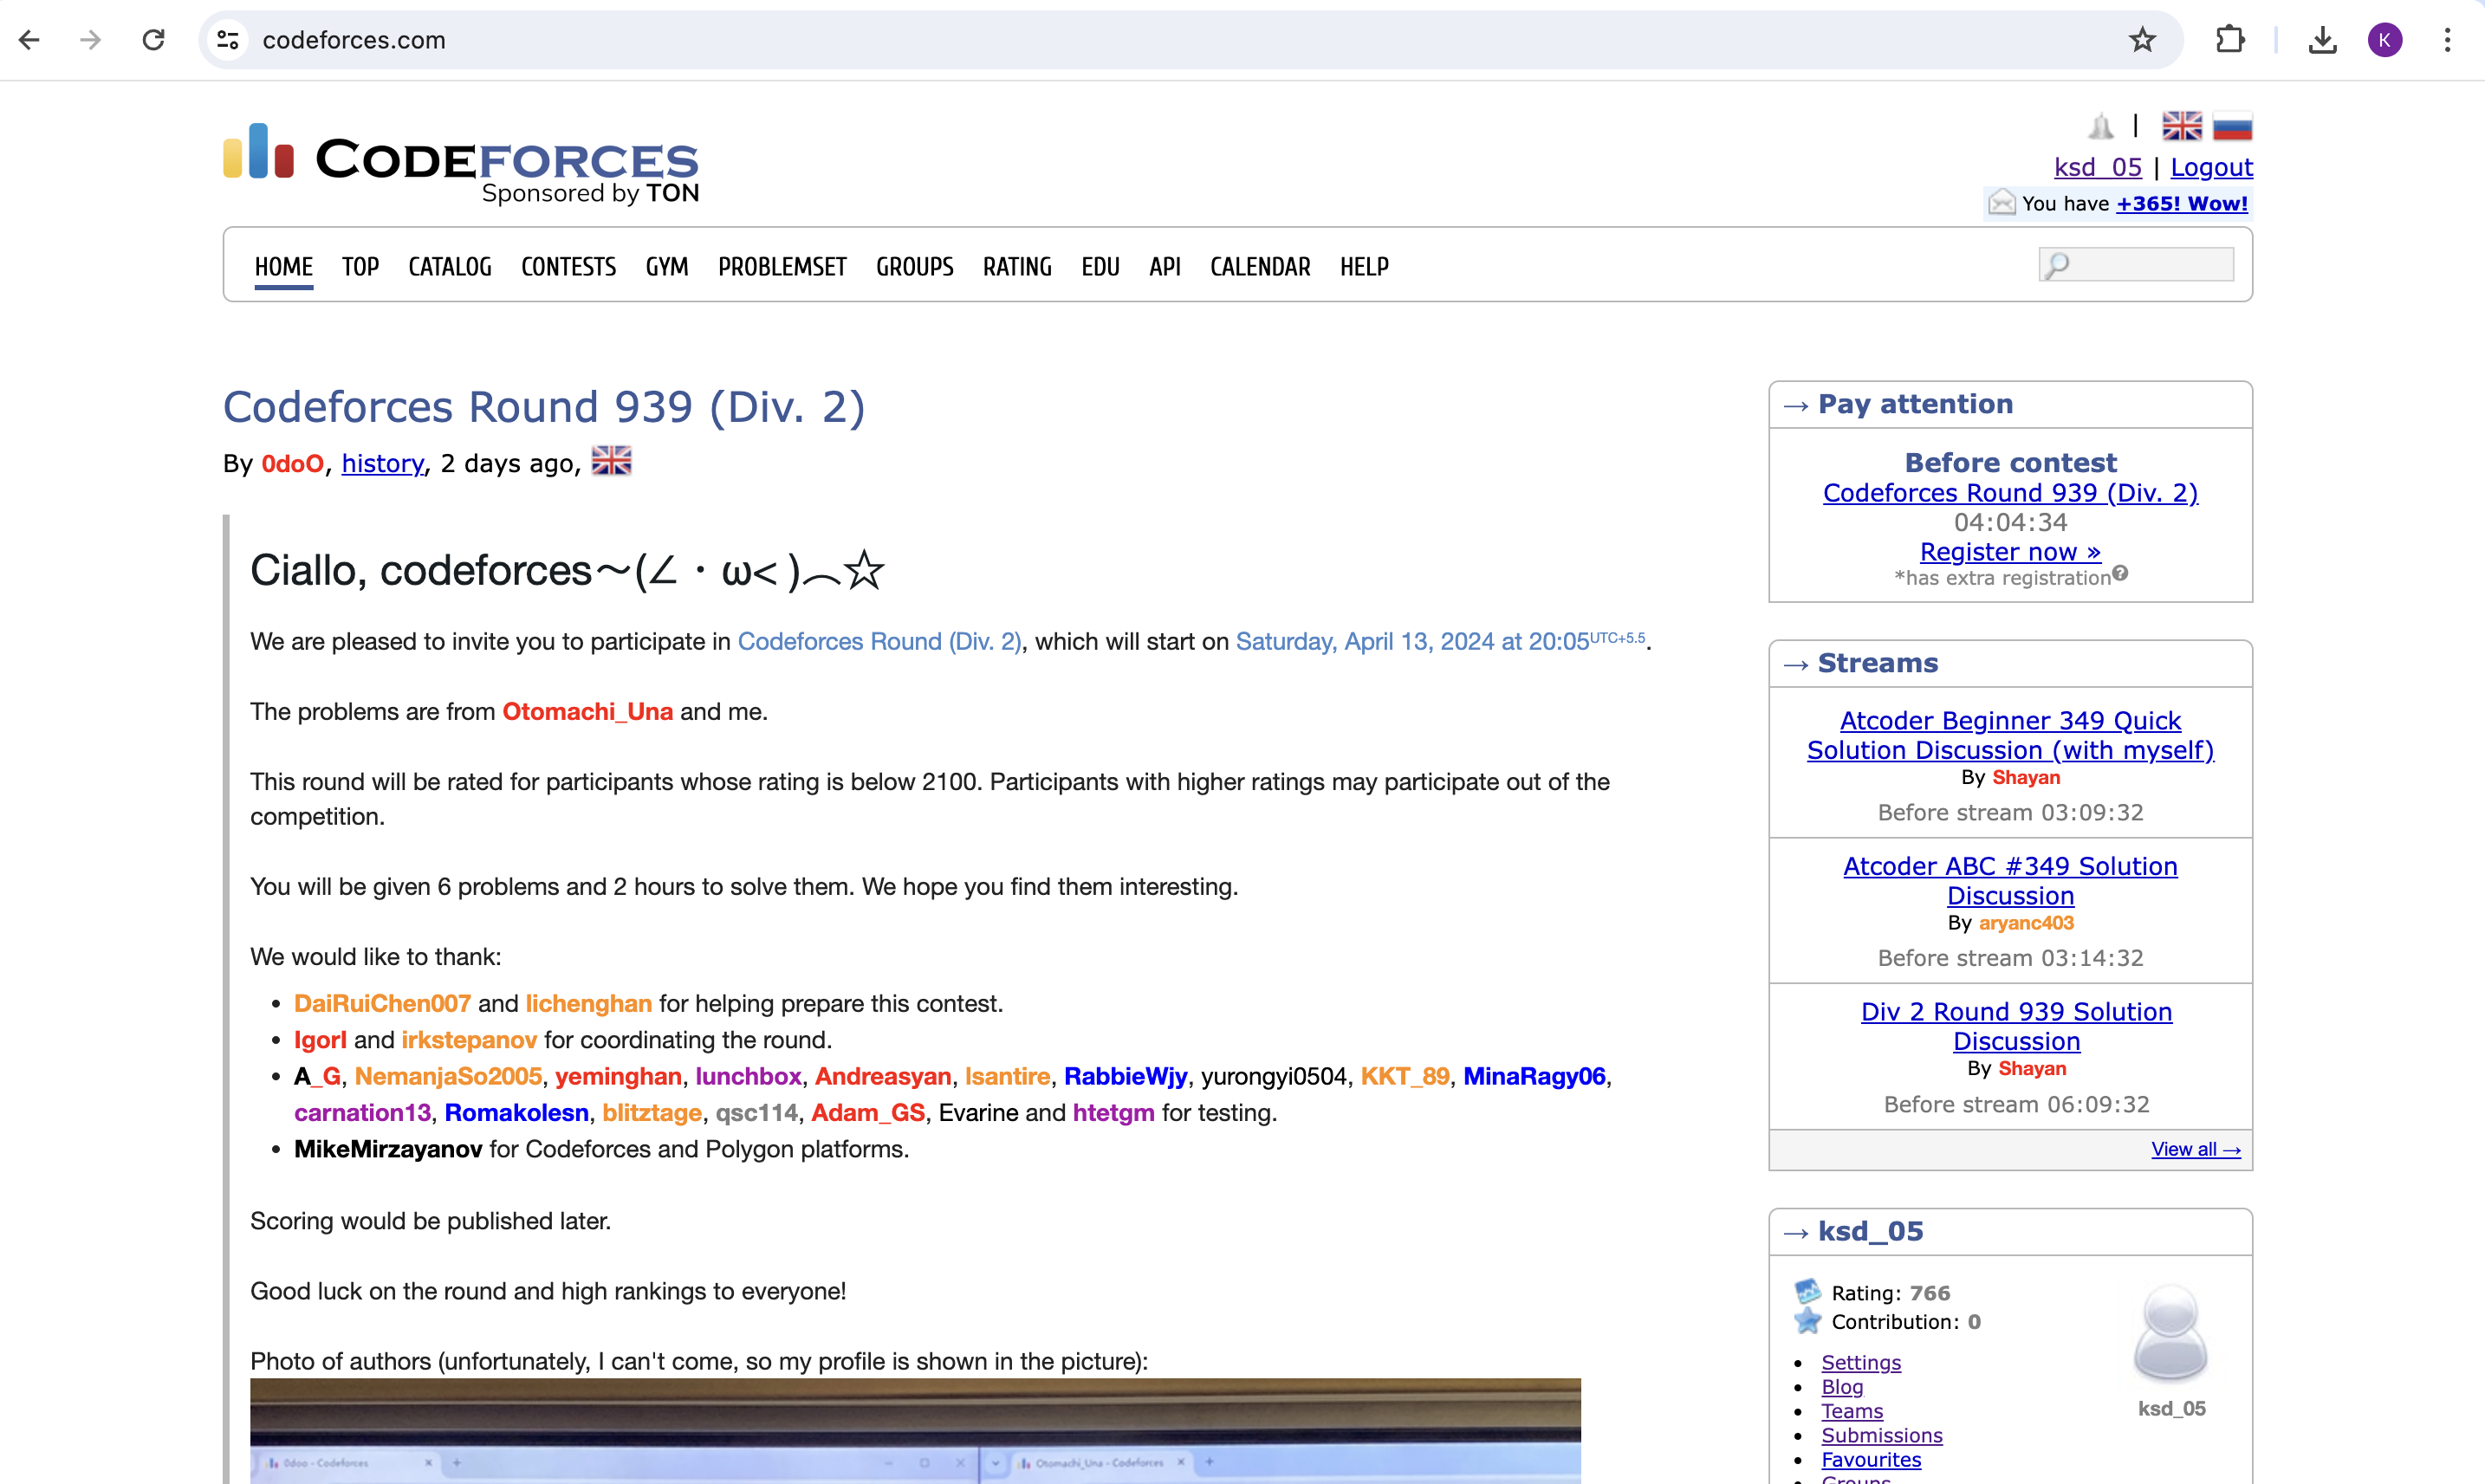 codeforces.com
K
CODEFORCES
Sponsored by TON
|
ksd_05 | Logout
You have +365! Wow!
HOME TOP CATALOG CONTESTS GYM PROBLEMSET GROUPS RATING EDU API CALENDAR HELP
Codeforces Round 939 (Div. 2)
By 0doO, history, 2 days ago,
Ciallo, codeforces～(∠・ω< )⌒☆
We are pleased to invite you to participate in Codeforces Round (Div. 2), which will start on Saturday, April 13, 2024 at 20:05UTC+5.5.
The problems are from Otomachi_Una and me.
This round will be rated for participants whose rating is below 2100. Participants with higher ratings may participate out of the
competition.
You will be given 6 problems and 2 hours to solve them. We hope you find them interesting.
We would like to thank:
• DaiRuiChen007 and lichenghan for helping prepare this contest.
• IgorI and irkstepanov for coordinating the round.
• A_G, NemanjaSo2005, yeminghan, lunchbox, Andreasyan, Isantire, RabbieWjy, yurongyi0504, KKT_89, MinaRagy06,
carnation13, Romakolesn, blitztage, qsc114, Adam_GS, Evarine and htetgm for testing.
• MikeMirzayanov for Codeforces and Polygon platforms.
Scoring would be published later.
Good luck on the round and high rankings to everyone!
Photo of authors (unfortunately, I can't come, so my profile is shown in the picture):
0doo - Codeforces
Otomachi_Una - Codeforces
→ Pay attention
Before contest
Codeforces Round 939 (Div. 2)
04:04:34
Register now »
*has extra registration?
→ Streams
Atcoder Beginner 349 Quick
Solution Discussion (with myself)
By Shayan
Before stream 03:09:32
Atcoder ABC #349 Solution
Discussion
By aryanc403
Before stream 03:14:32
Div 2 Round 939 Solution
Discussion
By Shayan
Before stream 06:09:32
View all →
→ ksd_05
Rating: 766
Contribution: 0
• Settings
• Blog
• Teams
• Submissions
• Favourites
• Groups
ksd_05